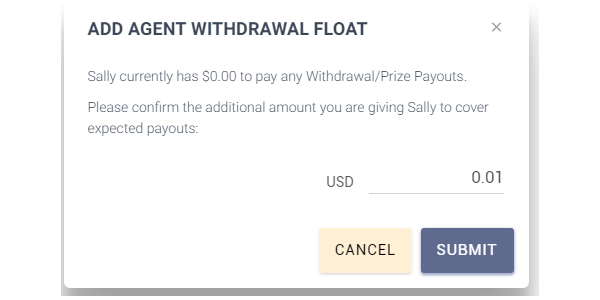 ADD AGENT WITHDRAWAL FLOAT ×
Sally currently has $0.00 to pay any Withdrawal/Prize Payouts.
Please confirm the additional amount you are giving Sally to cover
expected payouts:
USD 0.01
CANCEL SUBMIT